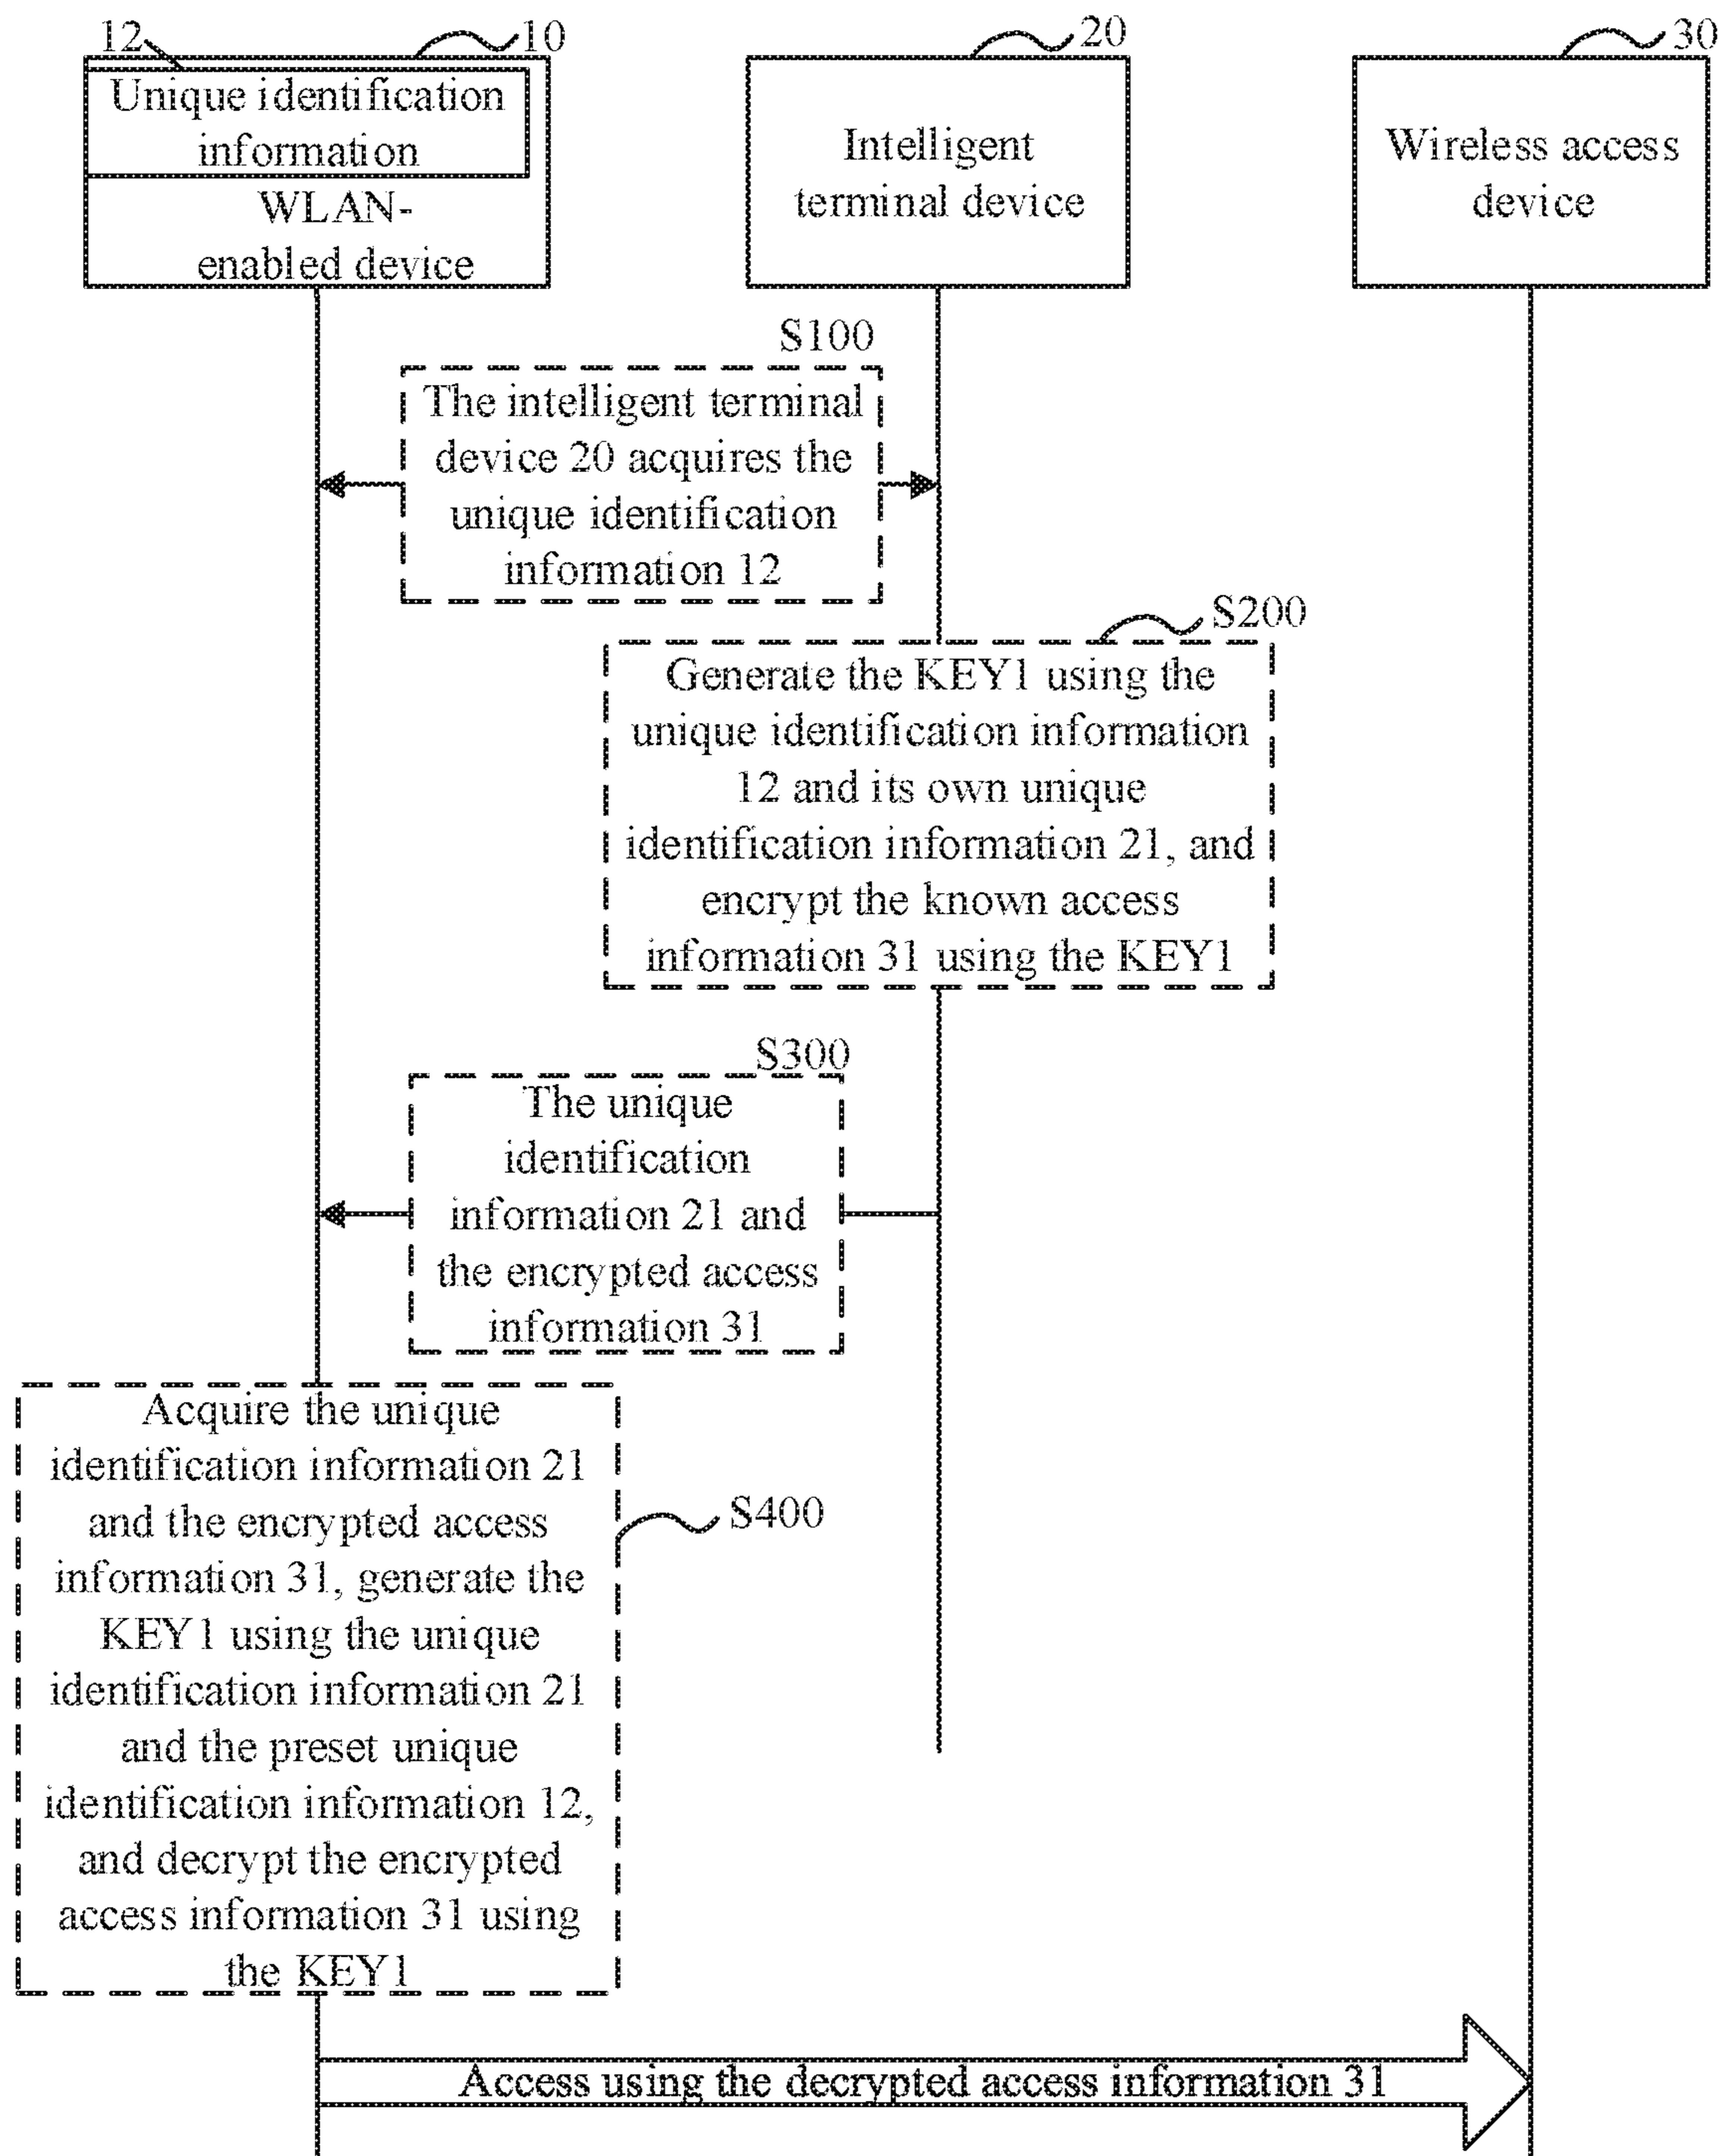 12
10
20
30
Unique identification
information
WLAN-
enabled device
Intelligent
terminal device
Wireless access
device
S100
The intelligent terminal
device 20 acquires the
unique identification
information 12
S200
Generate the KEY1 using the
unique identification information
12 and its own unique
identification information 21, and
encrypt the known access
information 31 using the KEY1
S300
The unique
identification
information 21 and
the encrypted access
information 31
Acquire the unique
identification information 21
and the encrypted access
information 31, generate the
KEY1 using the unique
identification information 21
and the preset unique
identification information 12,
and decrypt the encrypted
access information 31 using
the KEY1
S400
Access using the decrypted access information 31